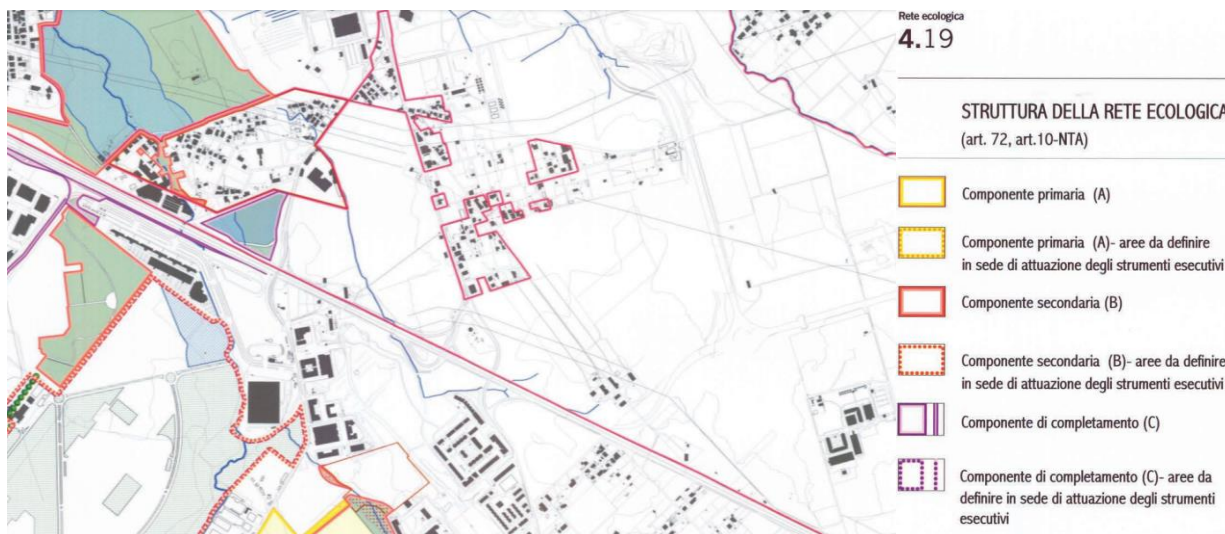 Rete ecologica
4.19
STRUTTURA DELLA RETE ECOLOGICA
(art. 72, art.10-NTA)
Componente primaria (A)
Componente primaria (A)- aree da definire
in sede di attuazione degli strumenti esecutivi
Componente secondaria (B)
Componente secondaria (B)- aree da definire
in sede di attuazione degli strumenti esecutivi
Componente di completamento (C)
Componente di completamento (C)- aree da
definire in sede di attuazione degli strumenti
esecutivi